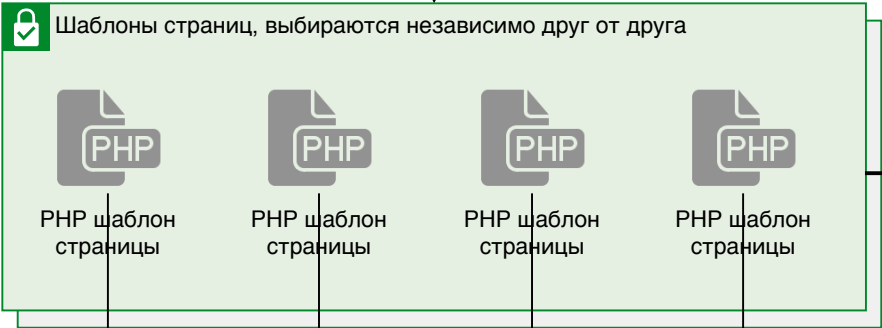 Шаблоны страниц, выбираются независимо друг от друга
PHP PHP PHP PHP
PHP шаблон страницы
PHP шаблон страницы
PHP шаблон страницы
PHP шаблон страницы